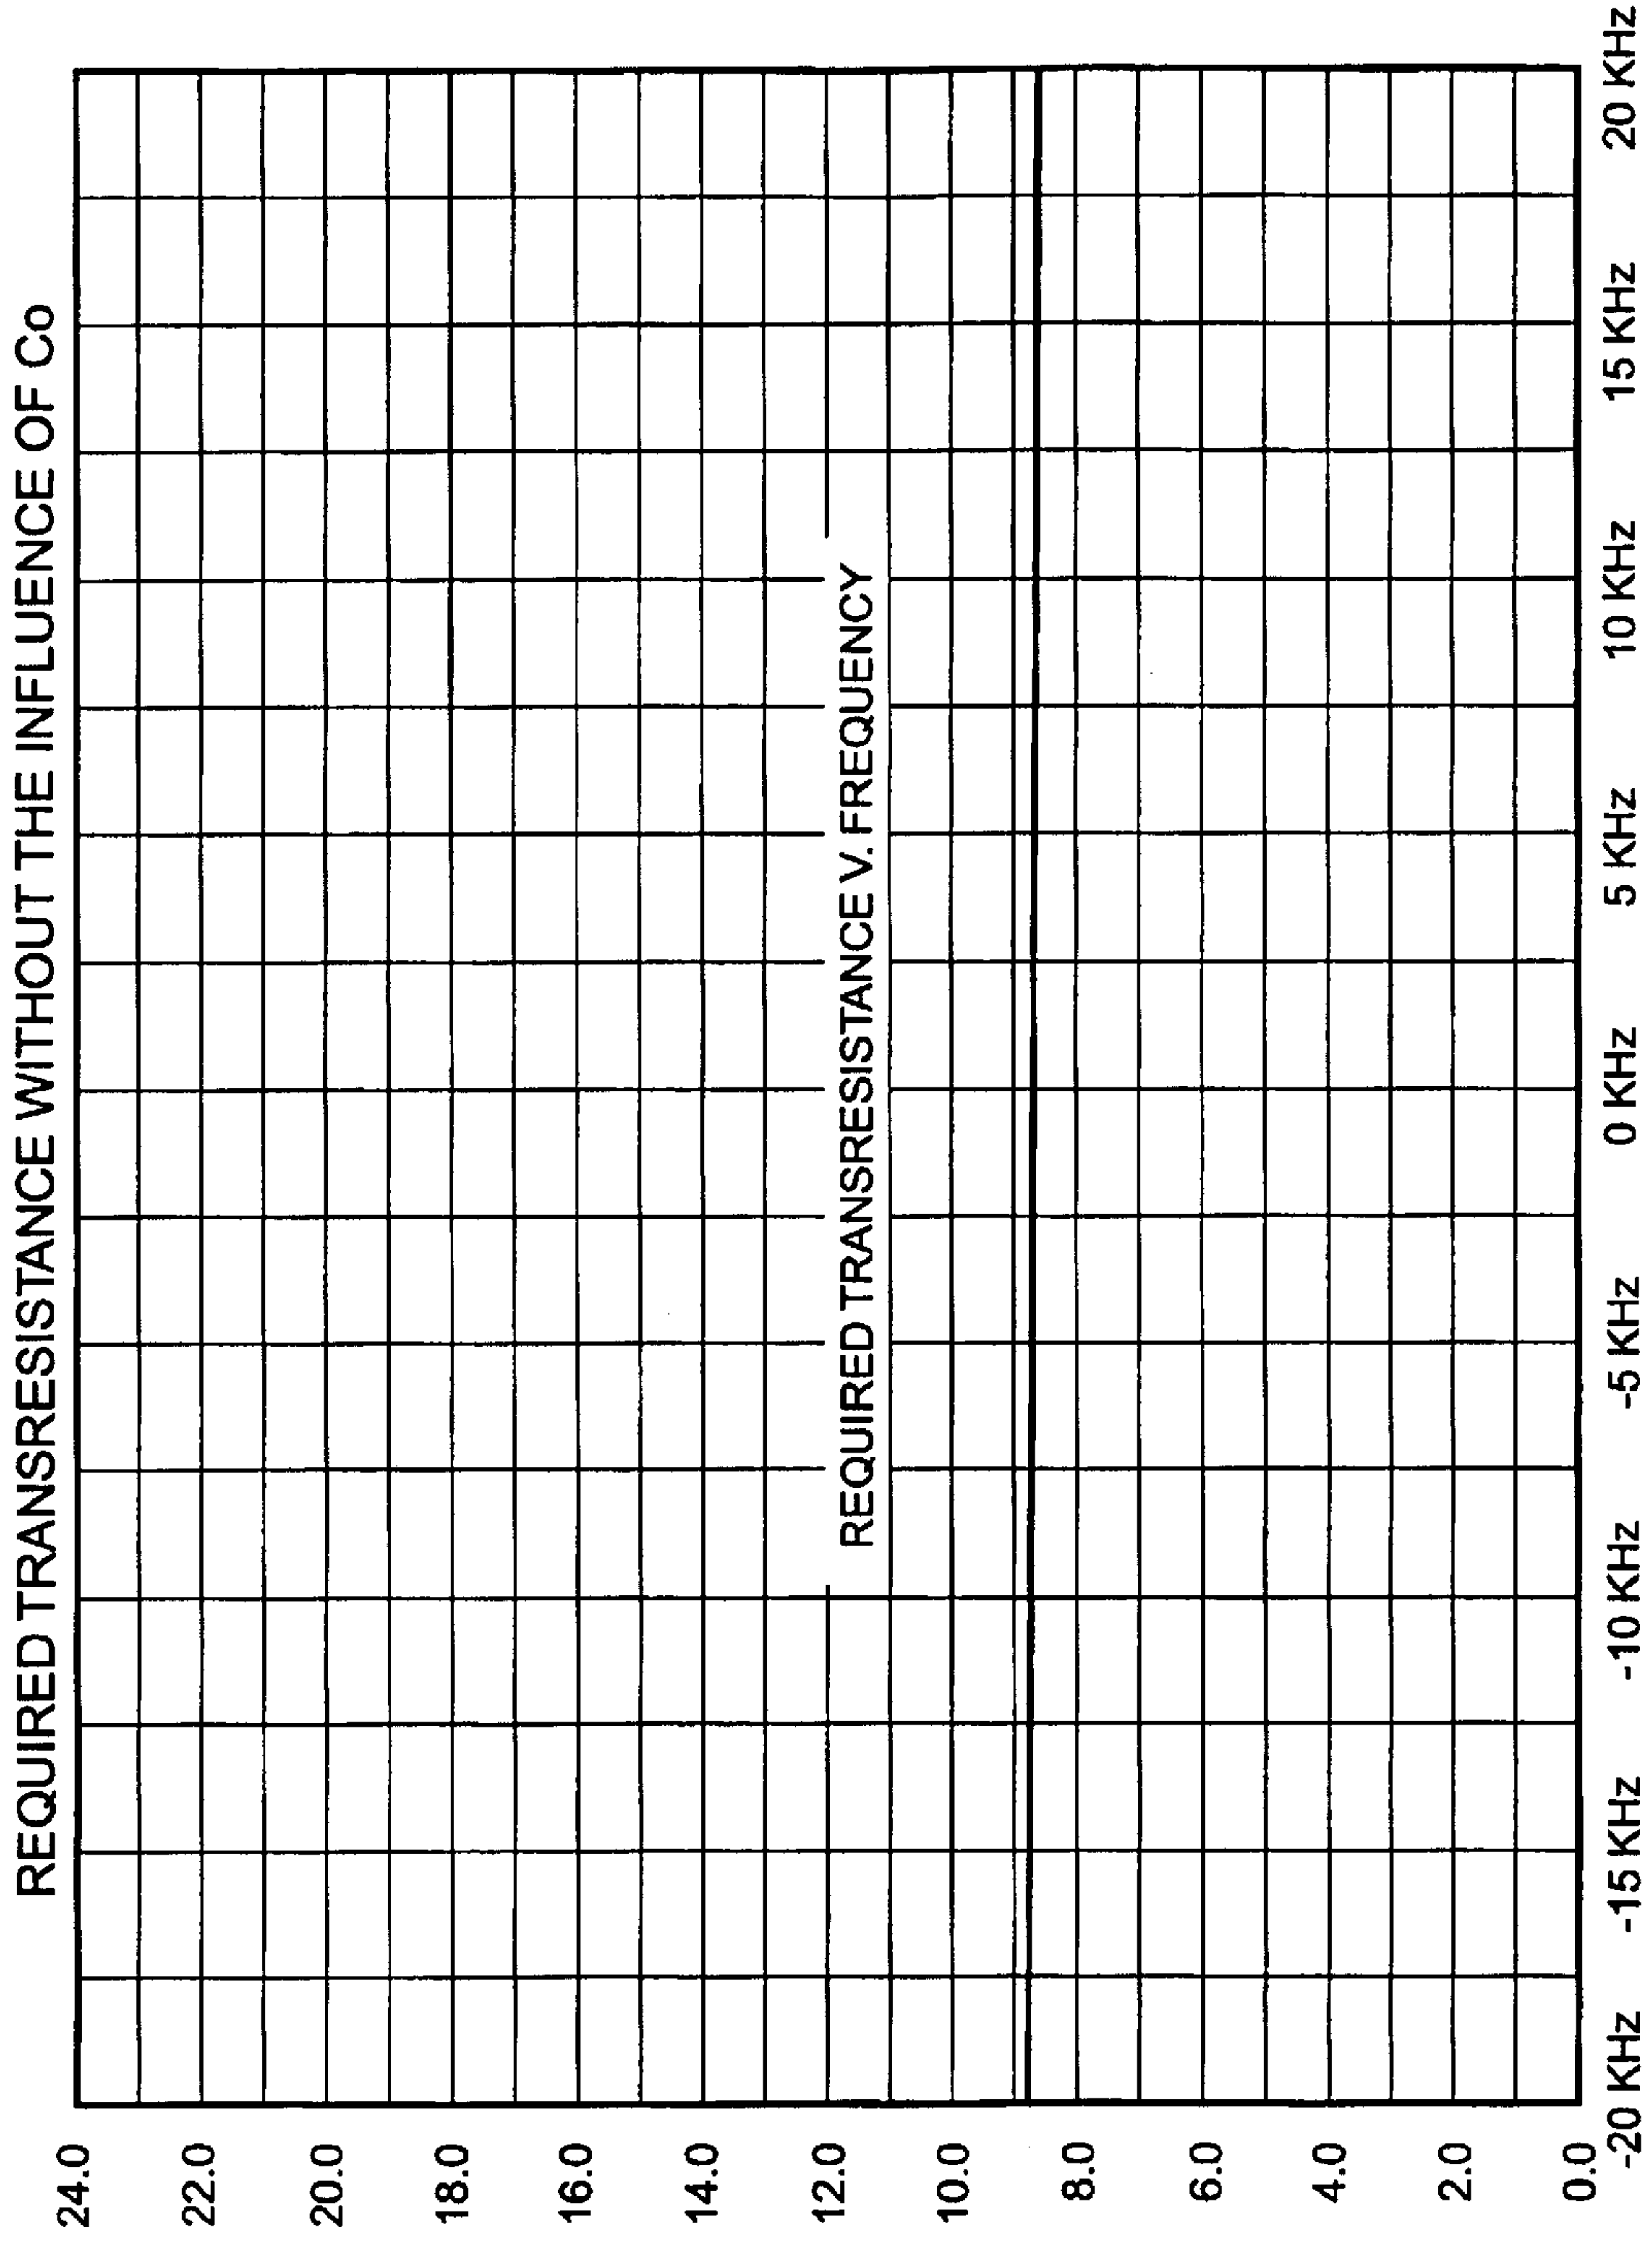 REQUIRED TRANSRESISTANCE WITHOUT THE INFLUENCE OF Co
24.0
22.0
20.0
18.0
16.0
14.0
12.0
10.0
8.0
6.0
4.0
2.0
0.0
REQUIRED TRANSRESISTANCE V. FREQUENCY
-20 KHz
-15 KHz
-10 KHz
-5 KHz
0 KHz
5 KHz
10 KHz
15 KHz
20 KHz